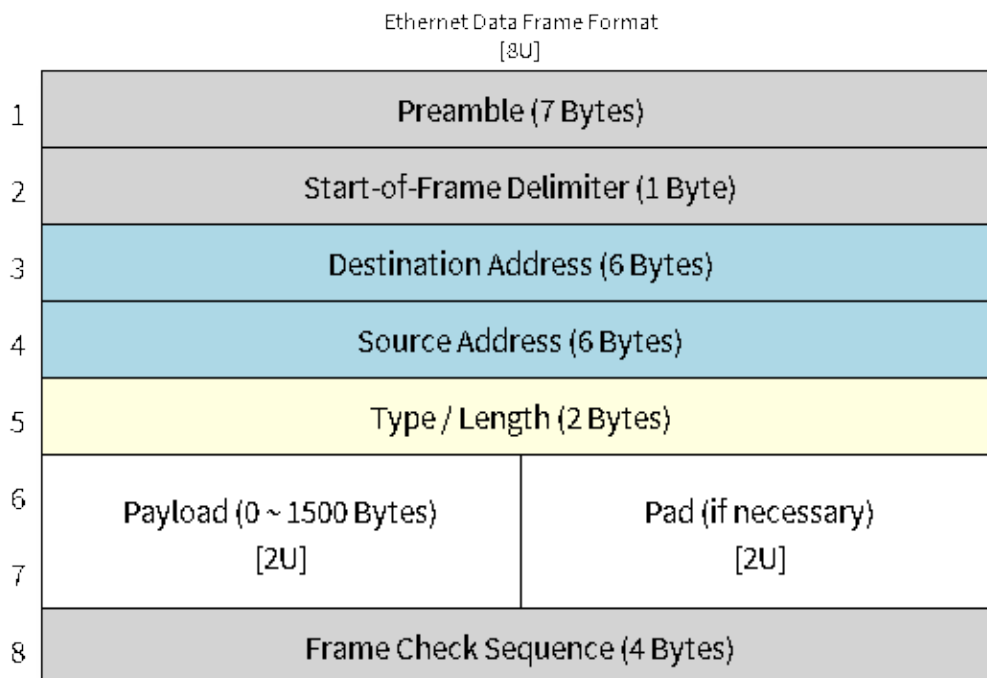 Ethernet Data Frame Format
[8U]
1
Preamble (7 Bytes)
2
Start-of-Frame Delimiter (1 Byte)
3
Destination Address (6 Bytes)
4
Source Address (6 Bytes)
5
Type / Length (2 Bytes)
6
Payload (0 ~ 1500 Bytes)
[2U]
Pad (if necessary)
[2U]
7
8
Frame Check Sequence (4 Bytes)